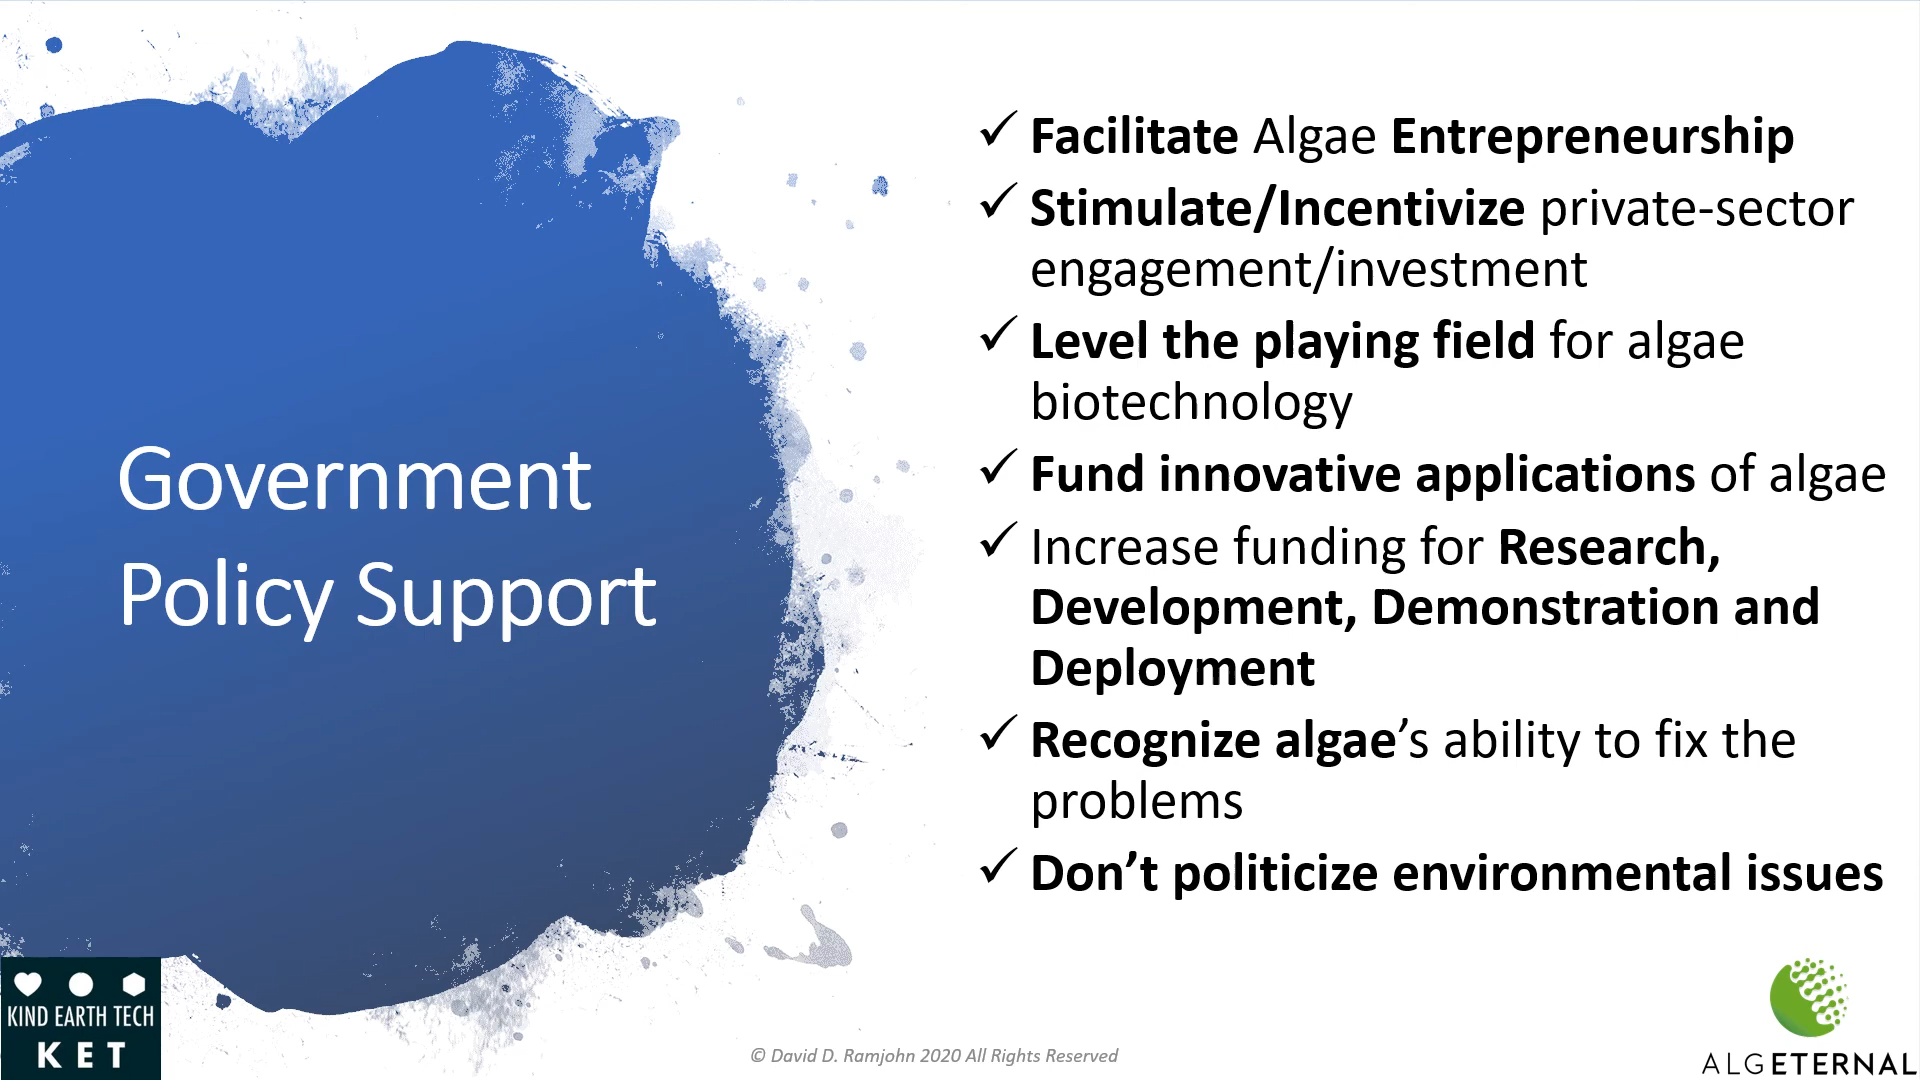 Government
Policy Support
✓ Facilitate Algae Entrepreneurship
✓ Stimulate/Incentivize private-sector
engagement/investment
✓ Level the playing field for algae
biotechnology
✓ Fund innovative applications of algae
✓ Increase funding for Research,
Development, Demonstration and
Deployment
✓ Recognize algae’s ability to fix the
problems
✓ Don’t politicize environmental issues
KIND EARTH TECH
KET
© David D. Ramjohn 2020 All Rights Reserved
ALGETERNAL